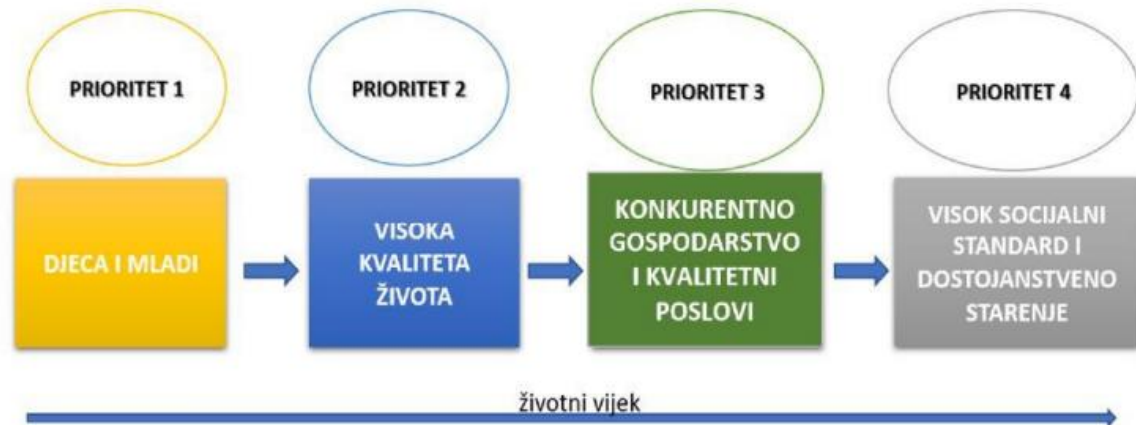 PRIORITET 1
PRIORITET 2
PRIORITET 3
PRIORITET 4
DJECA I MLADI
VISOKA
KVALITETA
ŽIVOTA
KONKURENTNO
GOSPODARSTVO
I KVALITETNI
POSLOVI
VISOK SOCIJALNI
STANDARD I
DOSTOJANSTVENO
STARENJE
životni vijek